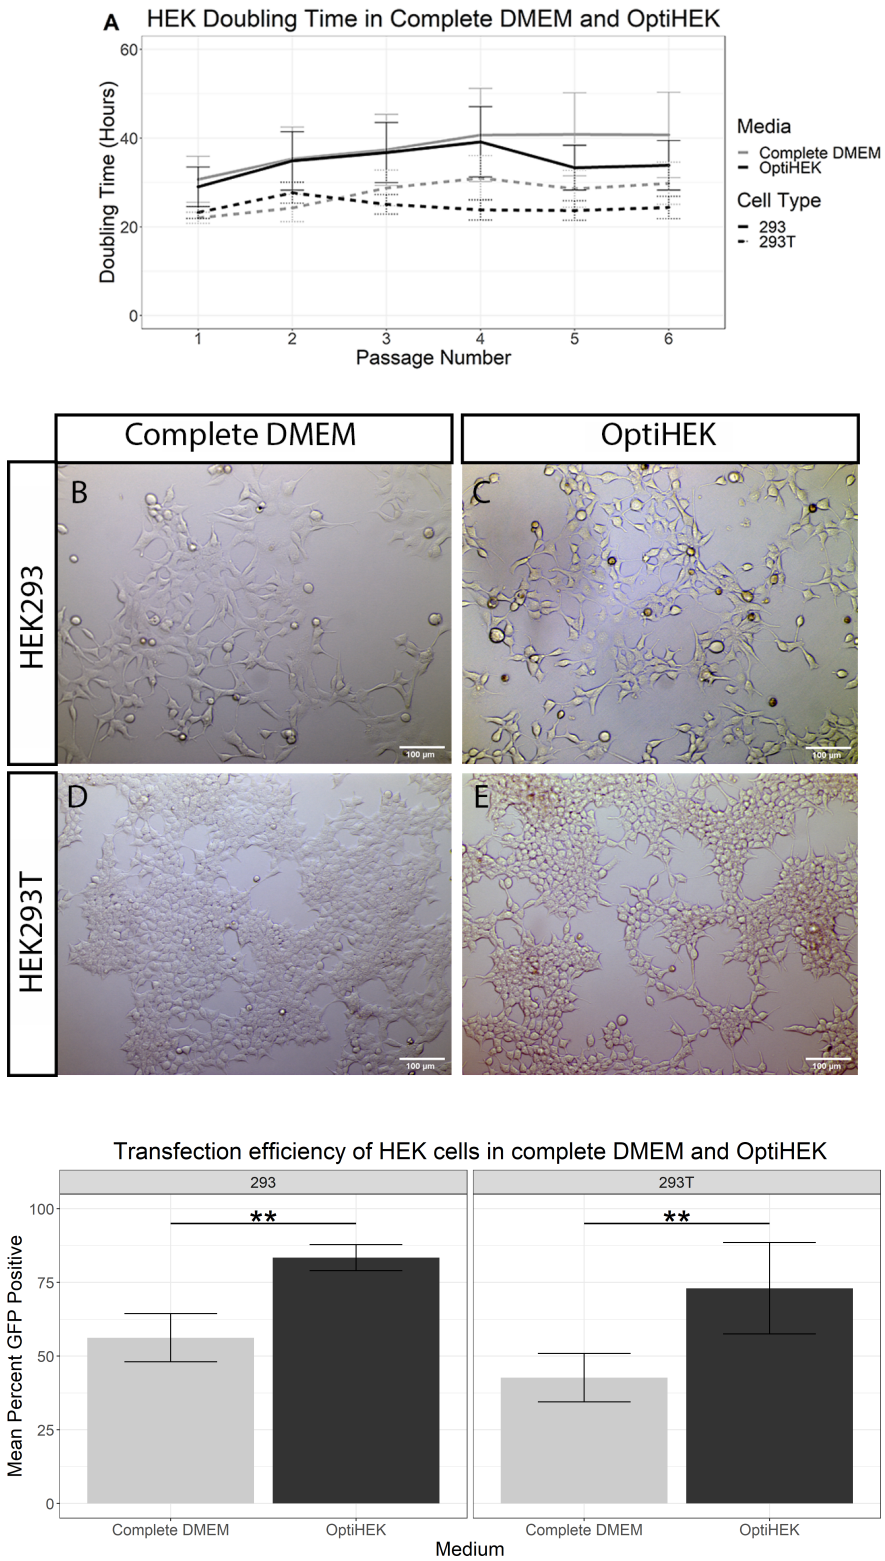 A HEK Doubling Time in Complete DMEM and OptiHEK
Doubling Time (Hours)
60
40
20
0
1 2 3 4 5 6
Passage Number
Media
Complete DMEM
OptiHEK
Cell Type
293
293T
Complete DMEM OptiHEK
HEK293
B C
100 µm 100 µm
HEK293T
D E
100 µm 100 µm
Transfection efficiency of HEK cells in complete DMEM and OptiHEK
293 293T
Mean Percent GFP Positive
100
75
50
25
0
** **
Complete DMEM OptiHEK Complete DMEM OptiHEK
Medium